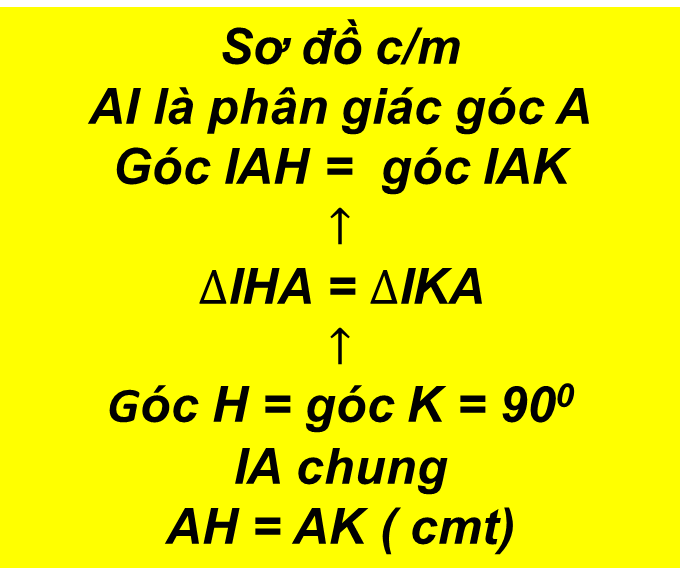 Sơ đồ c/m
AI là phân giác góc A
Góc IAH =  góc IAK
↑
ΔIHA = ΔIKA
↑
Góc H = góc K = 90⁰
IA chung
AH = AK ( cmt)